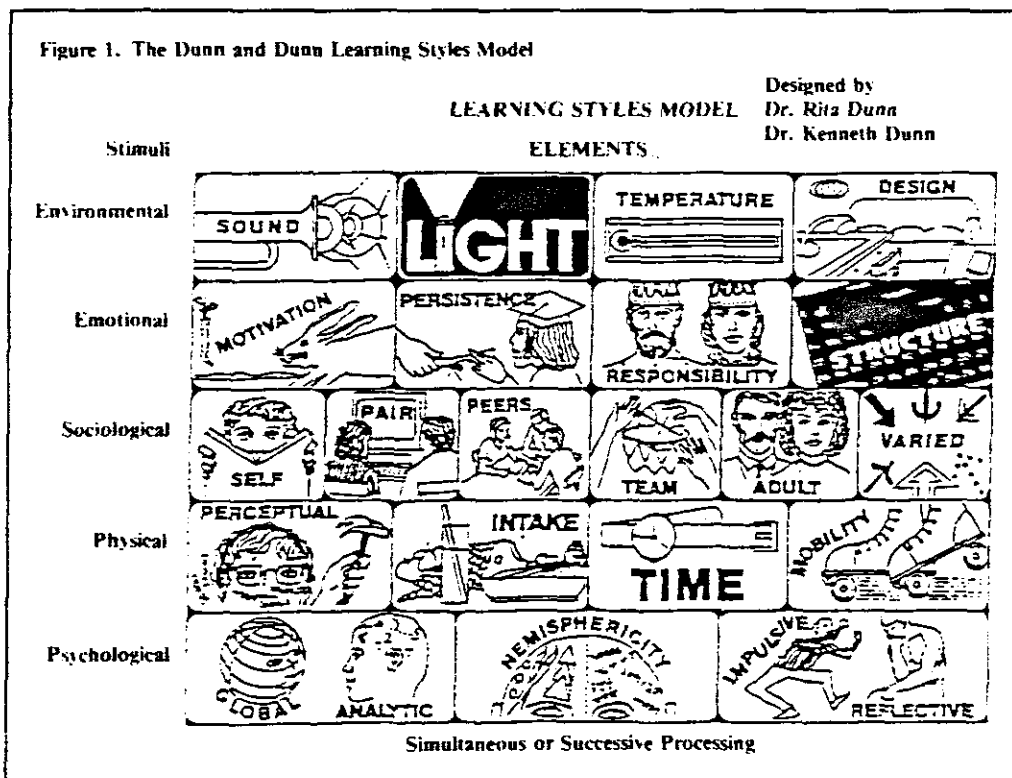 Figure 1. The Dunn and Dunn Learning Styles Model
Designed by
LEARNING STYLES MODEL Dr. Rita Dunn
Dr. Kenneth Dunn
Stimuli ELEMENTS
Environmental SOUND LIGHT TEMPERATURE DESIGN
Emotional MOTIVATION PERSISTENCE RESPONSIBILITY STRUCTURE
Sociological SELF PAIR PEERS TEAM ADULT VARIED
Physical PERCEPTUAL INTAKE TIME MOBILITY
Psychological GLOBAL ANALYTIC HEMISPHERICITY IMPULSIVE REFLECTIVE
Simultaneous or Successive Processing